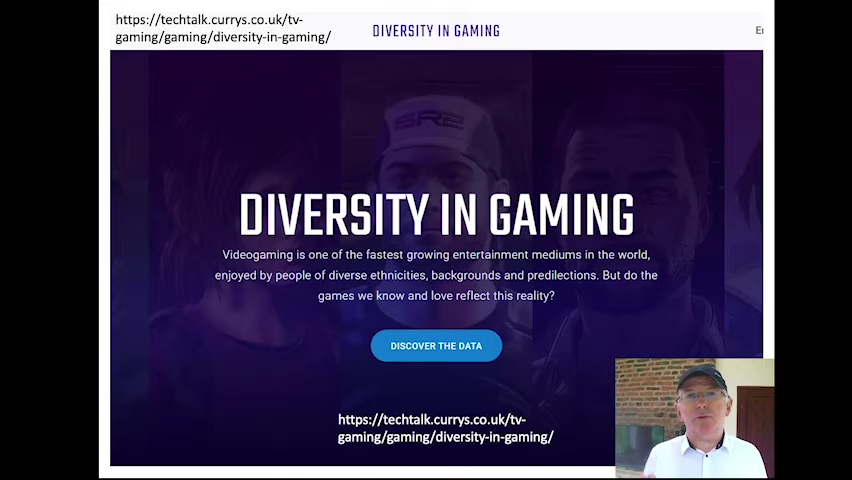 https://techtalk.currys.co.uk/tv-
gaming/gaming/diversity-in-gaming/
DIVERSITY IN GAMING
SRS
DIVERSITY IN GAMING
Videogaming is one of the fastest growing entertainment mediums in the world,
enjoyed by people of diverse ethnicities, backgrounds and predilections. But do the
games we know and love reflect this reality?
DISCOVER THE DATA
https://techtalk.currys.co.uk/tv-
gaming/gaming/diversity-in-gaming/